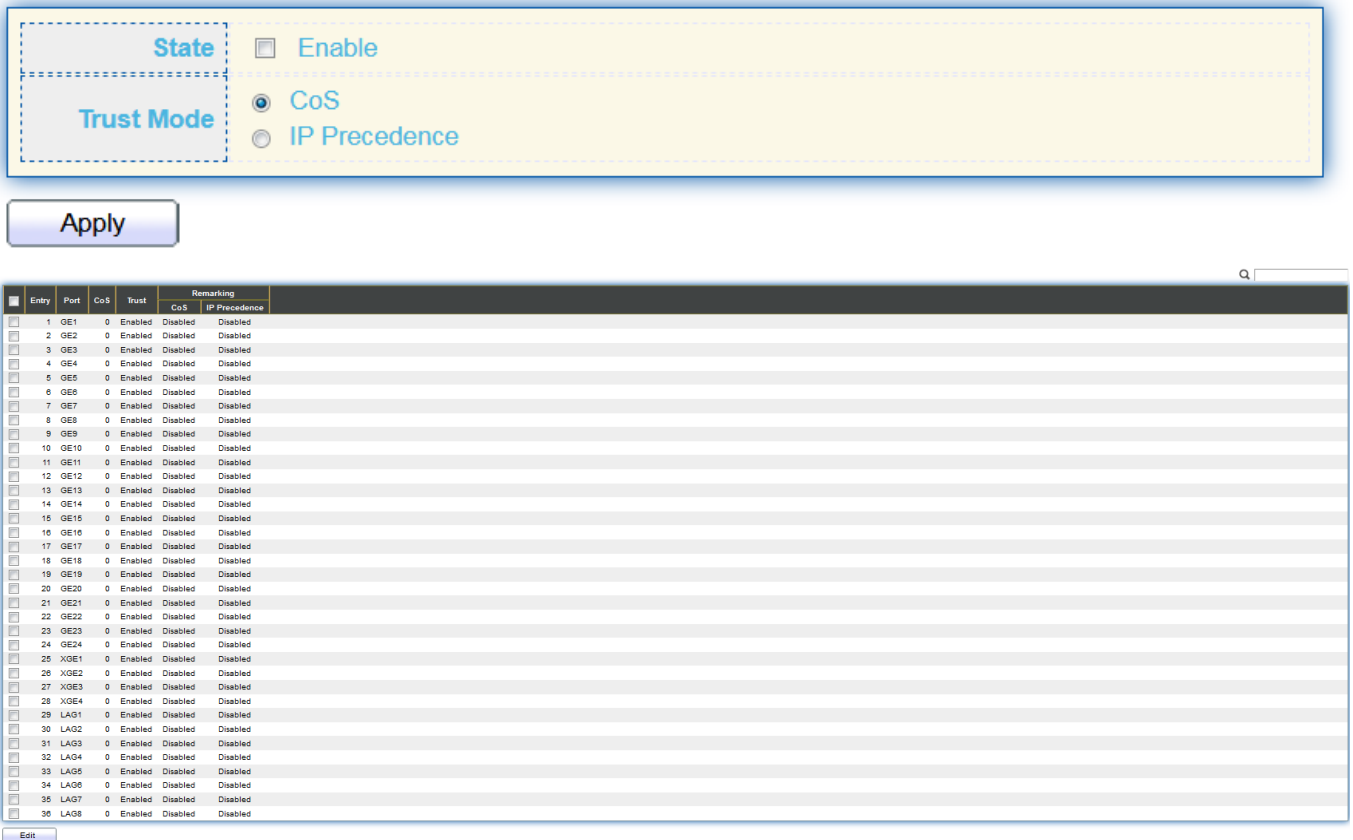 State Enable
Trust Mode CoS
IP Precedence
Apply
Entry Port CoS Trust Remarking
CoS IP Precedence
1 GE1 0 Enabled Disabled Disabled
2 GE2 0 Enabled Disabled Disabled
3 GE3 0 Enabled Disabled Disabled
4 GE4 0 Enabled Disabled Disabled
5 GE5 0 Enabled Disabled Disabled
6 GE6 0 Enabled Disabled Disabled
7 GE7 0 Enabled Disabled Disabled
8 GE8 0 Enabled Disabled Disabled
9 GE9 0 Enabled Disabled Disabled
10 GE10 0 Enabled Disabled Disabled
11 GE11 0 Enabled Disabled Disabled
12 GE12 0 Enabled Disabled Disabled
13 GE13 0 Enabled Disabled Disabled
14 GE14 0 Enabled Disabled Disabled
15 GE15 0 Enabled Disabled Disabled
16 GE16 0 Enabled Disabled Disabled
17 GE17 0 Enabled Disabled Disabled
18 GE18 0 Enabled Disabled Disabled
19 GE19 0 Enabled Disabled Disabled
20 GE20 0 Enabled Disabled Disabled
21 GE21 0 Enabled Disabled Disabled
22 GE22 0 Enabled Disabled Disabled
23 GE23 0 Enabled Disabled Disabled
24 GE24 0 Enabled Disabled Disabled
25 XGE1 0 Enabled Disabled Disabled
26 XGE2 0 Enabled Disabled Disabled
27 XGE3 0 Enabled Disabled Disabled
28 XGE4 0 Enabled Disabled Disabled
29 LAG1 0 Enabled Disabled Disabled
30 LAG2 0 Enabled Disabled Disabled
31 LAG3 0 Enabled Disabled Disabled
32 LAG4 0 Enabled Disabled Disabled
33 LAG5 0 Enabled Disabled Disabled
34 LAG6 0 Enabled Disabled Disabled
35 LAG7 0 Enabled Disabled Disabled
36 LAG8 0 Enabled Disabled Disabled
Edit